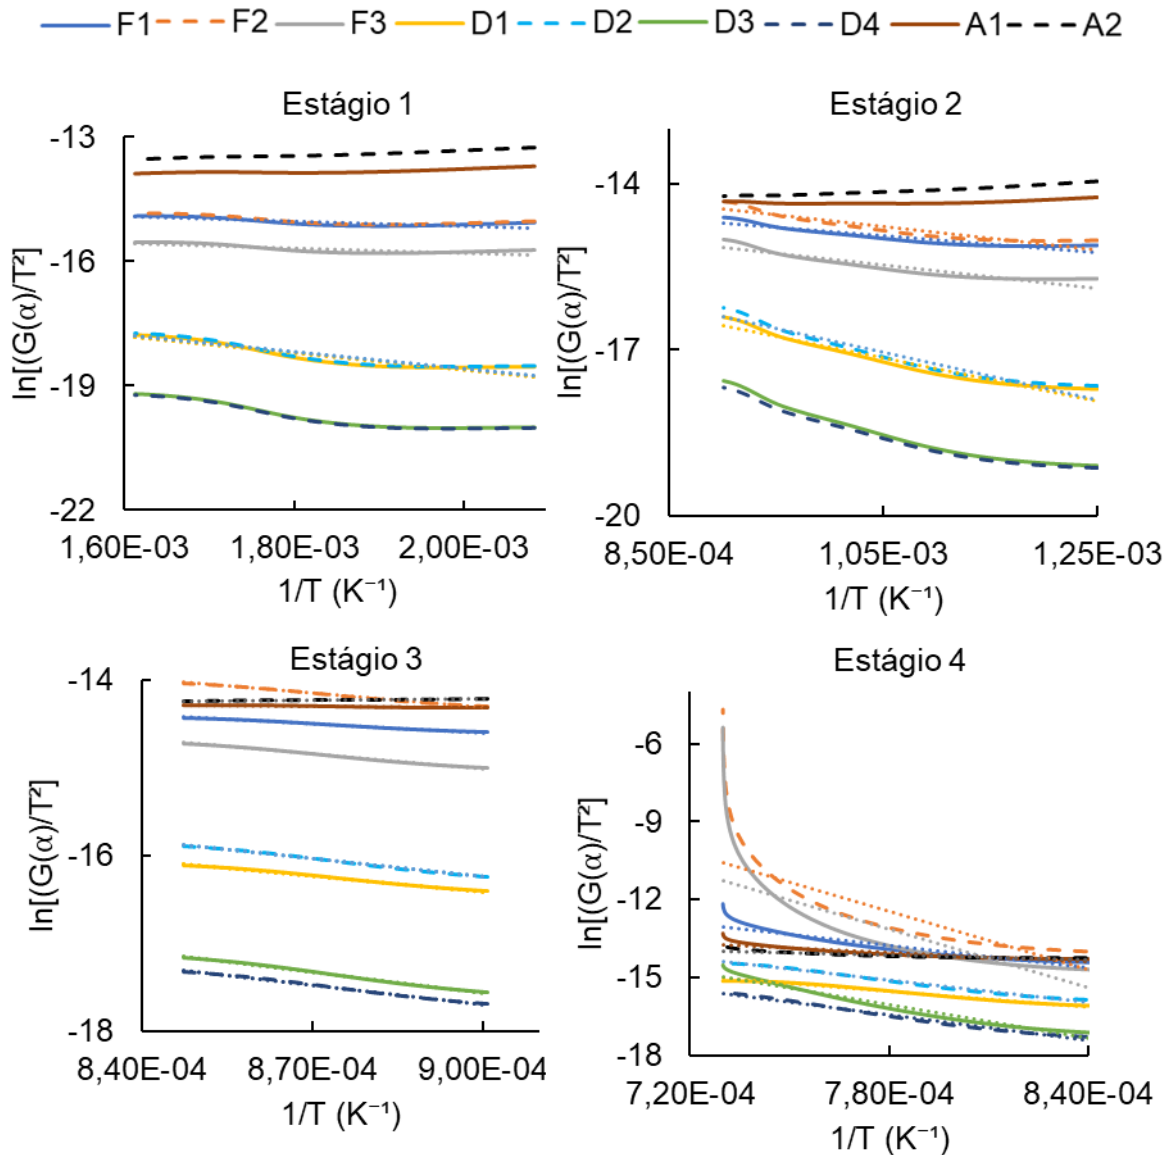 F1 F2 F3 D1 D2 D3 D4 A1 A2
Estágio 1
-13
-16
-19
-22
ln[(G(α)/T²]
1,60E-03 1,80E-03 2,00E-03
1/T (K⁻¹)
Estágio 2
-14
-17
-20
ln[(G(α)/T²]
8,50E-04 1,05E-03 1,25E-03
1/T (K⁻¹)
Estágio 3
-14
-16
-18
ln[(G(α)/T²]
8,40E-04 8,70E-04 9,00E-04
1/T (K⁻¹)
Estágio 4
-6
-9
-12
-15
-18
ln[(G(α)/T²]
7,20E-04 7,80E-04 8,40E-04
1/T (K⁻¹)